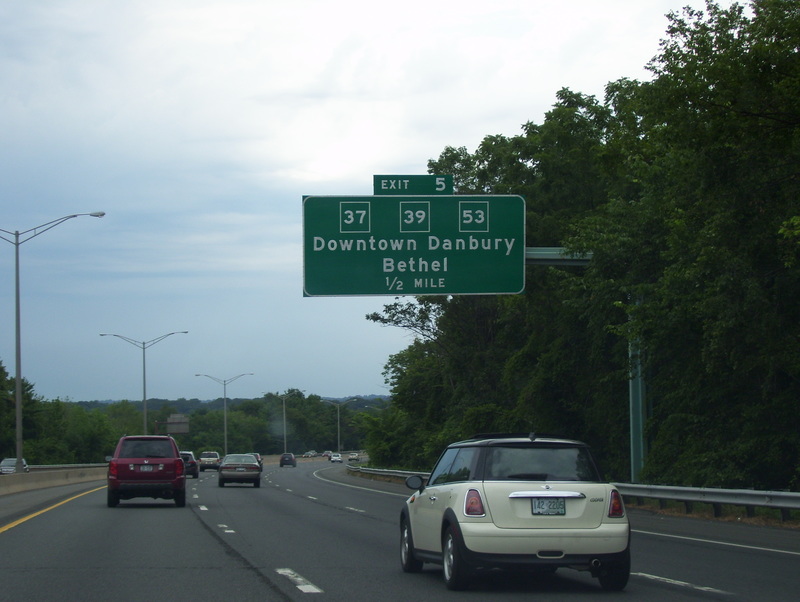 EXIT 5
37 39 53
Downtown Danbury
Bethel
1/2 MILE